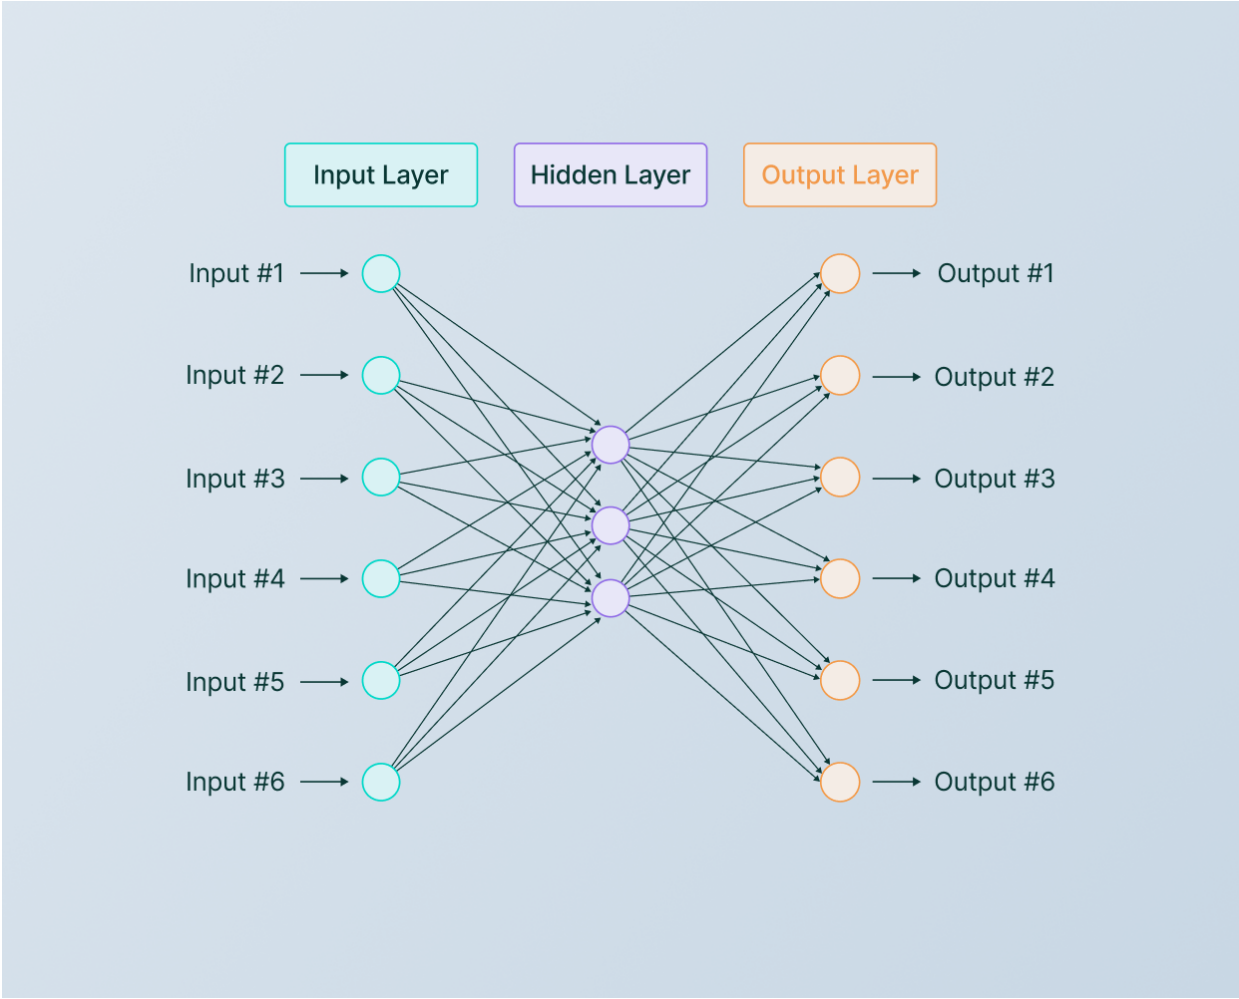 Input Layer
Hidden Layer
Output Layer
Input #1
Output #1
Input #2
Output #2
Input #3
Output #3
Input #4
Output #4
Input #5
Output #5
Input #6
Output #6